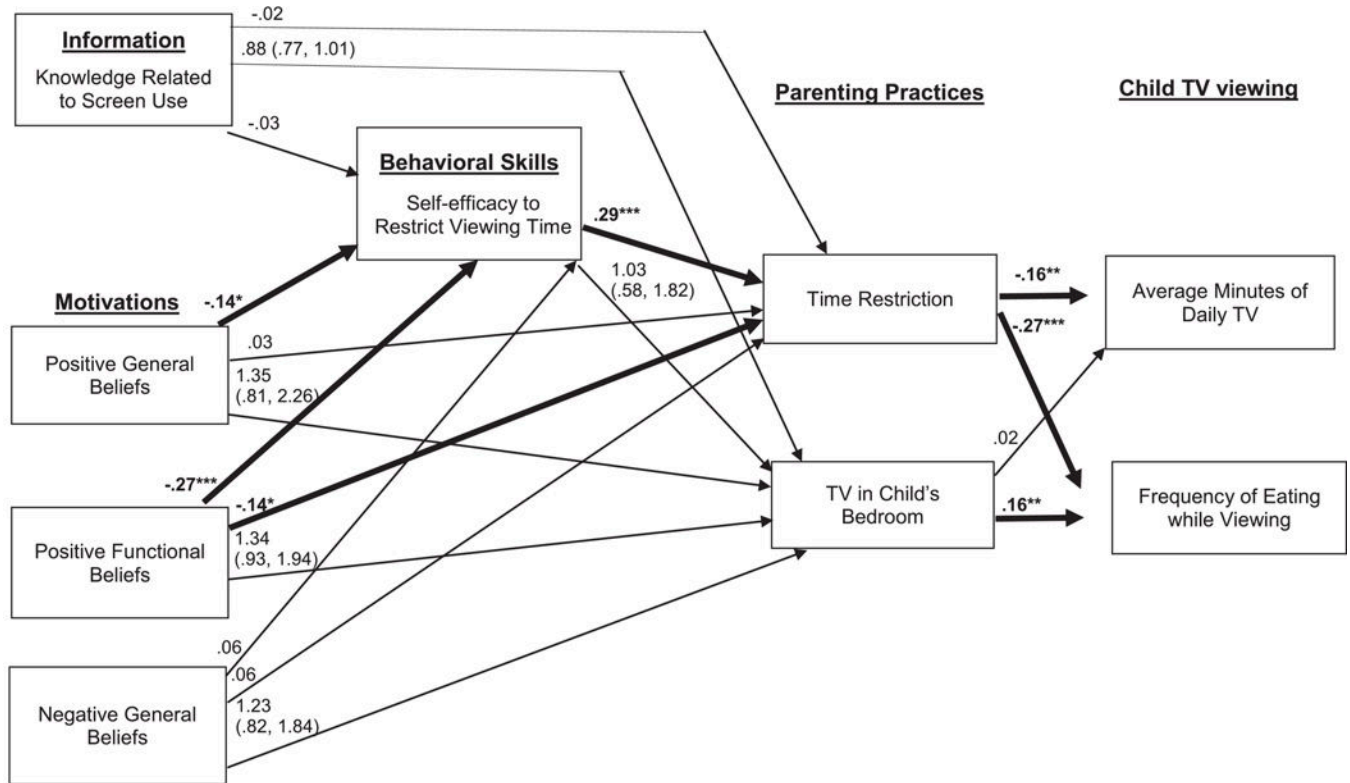 Information
Knowledge Related
to Screen Use
-.02
.88 (.77, 1.01)
-.03
Parenting Practices
Child TV viewing
Behavioral Skills
Self-efficacy to
Restrict Viewing Time
.29***
1.03
(.58, 1.82)
Motivations
-.14*
Positive General
Beliefs
.03
1.35
(.81, 2.26)
Time Restriction
-.16**
-.27***
Average Minutes of
Daily TV
-.27***
-.14*
Positive Functional
Beliefs
1.34
(.93, 1.94)
TV in Child's
Bedroom
.02
.16**
Frequency of Eating
while Viewing
.06
.06
Negative General
Beliefs
1.23
(.82, 1.84)